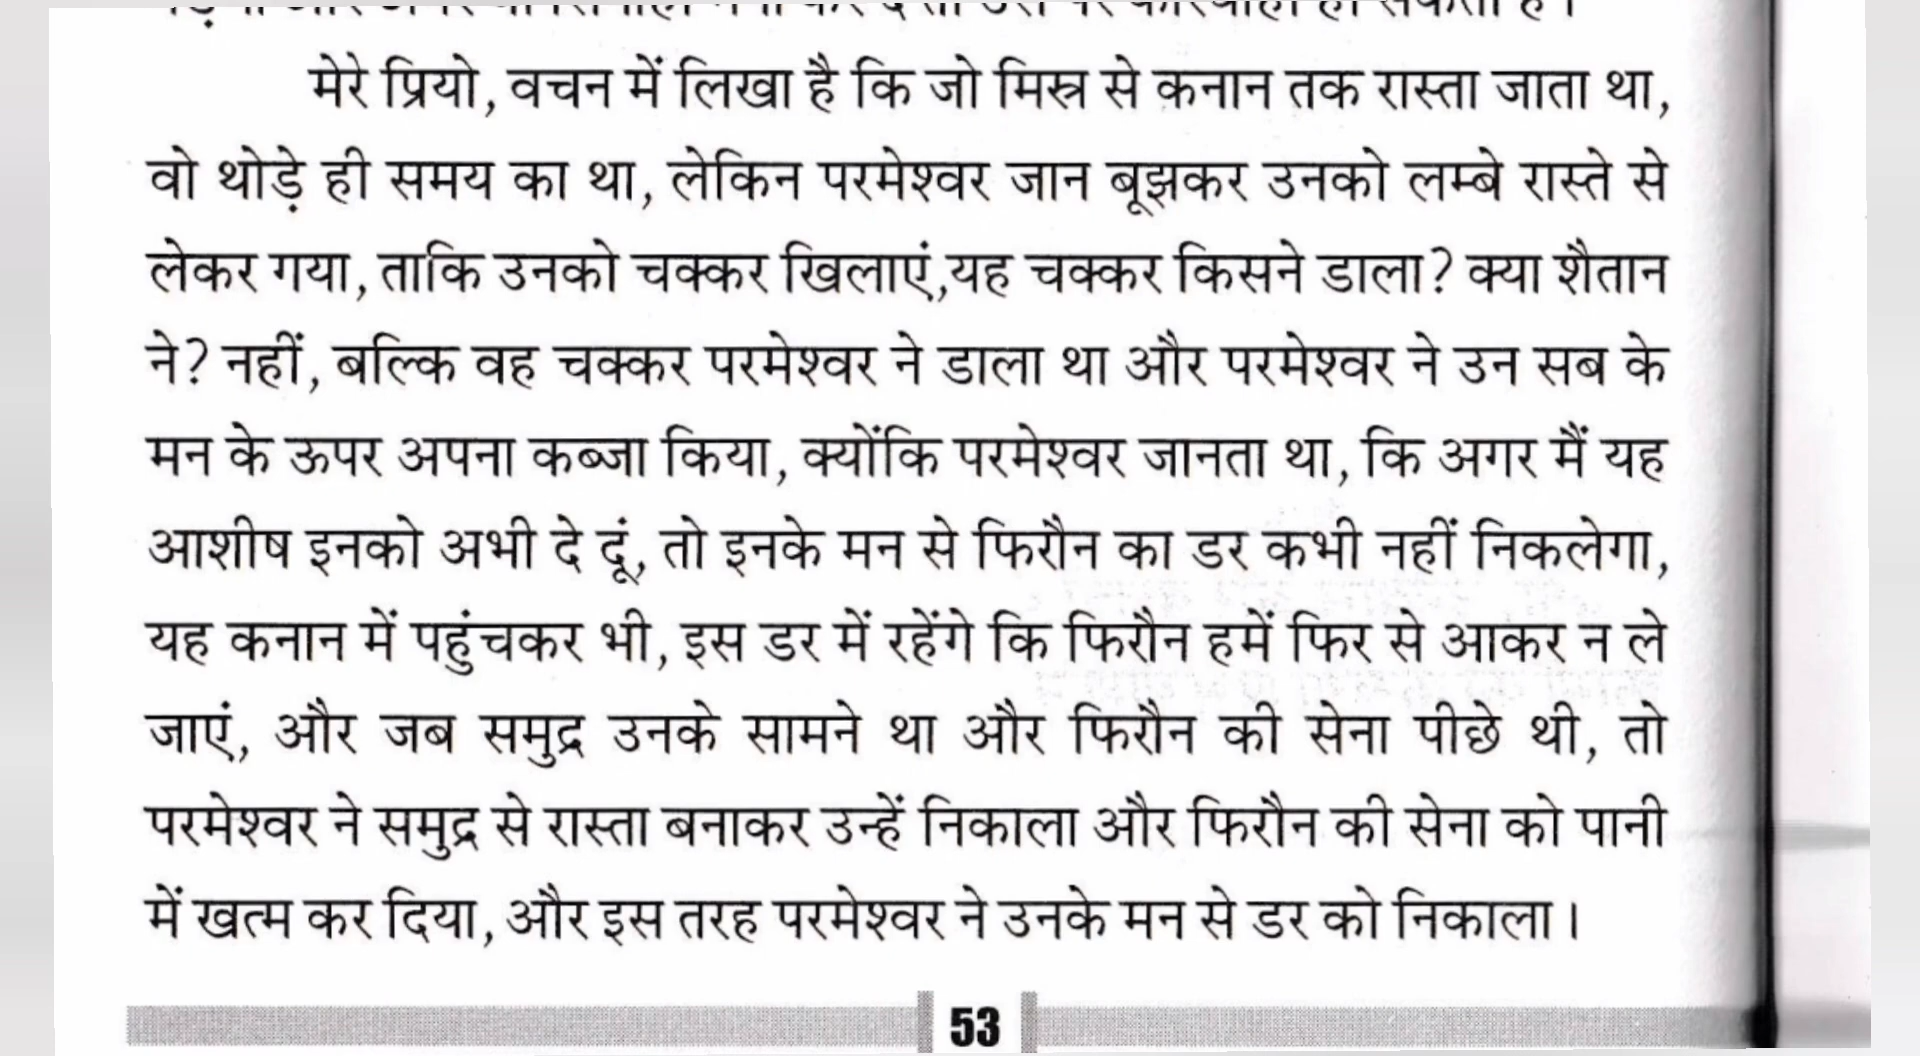 मेरे प्रियो, वचन में लिखा है कि जो मिस्र से कनान तक रास्ता जाता था,
वो थोड़े ही समय का था, लेकिन परमेश्वर जान बूझकर उनको लम्बे रास्ते से
लेकर गया, ताकि उनको चक्कर खिलाएं,यह चक्कर किसने डाला? क्या शैतान
ने? नहीं, बल्कि वह चक्कर परमेश्वर ने डाला था और परमेश्वर ने उन सब के
मन के ऊपर अपना कब्जा किया, क्योंकि परमेश्वर जानता था, कि अगर मैं यह
आशीष इनको अभी दे दूं, तो इनके मन से फिरौन का डर कभी नहीं निकलेगा,
यह कनान में पहुंचकर भी, इस डर में रहेंगे कि फिरौन हमें फिर से आकर न ले
जाएं, और जब समुद्र उनके सामने था और फिरौन की सेना पीछे थी, तो
परमेश्वर ने समुद्र से रास्ता बनाकर उन्हें निकाला और फिरौन की सेना को पानी
में खत्म कर दिया, और इस तरह परमेश्वर ने उनके मन से डर को निकाला।
53